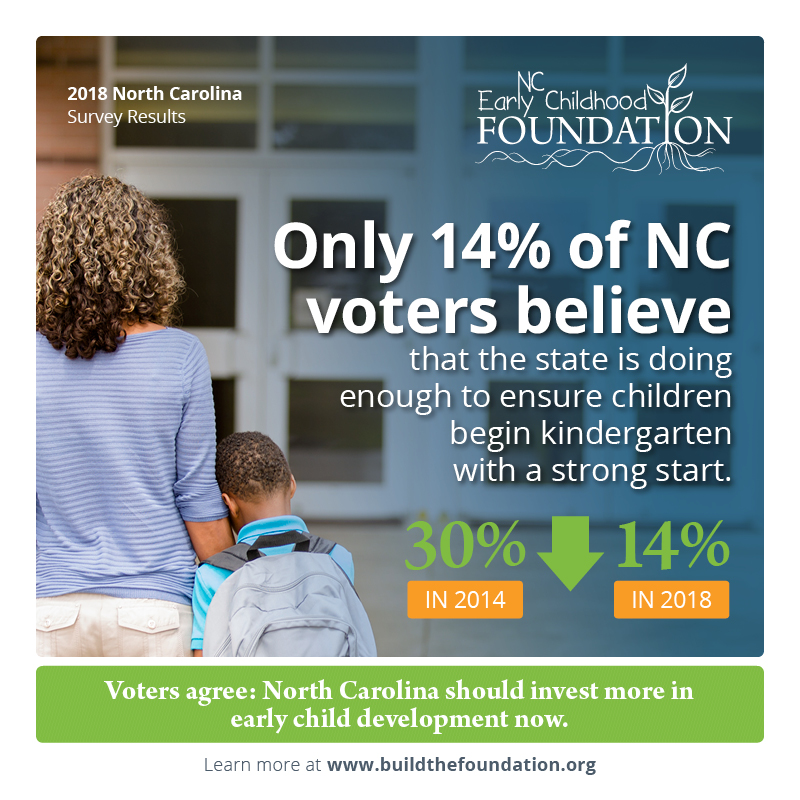 2018 North Carolina
Survey Results
NC
Early Childhood
FOUNDATION
Only 14% of NC
voters believe
that the state is doing
enough to ensure children
begin kindergarten
with a strong start.
30% 14%
IN 2014 IN 2018
Voters agree: North Carolina should invest more in
early child development now.
Learn more at www.buildthefoundation.org